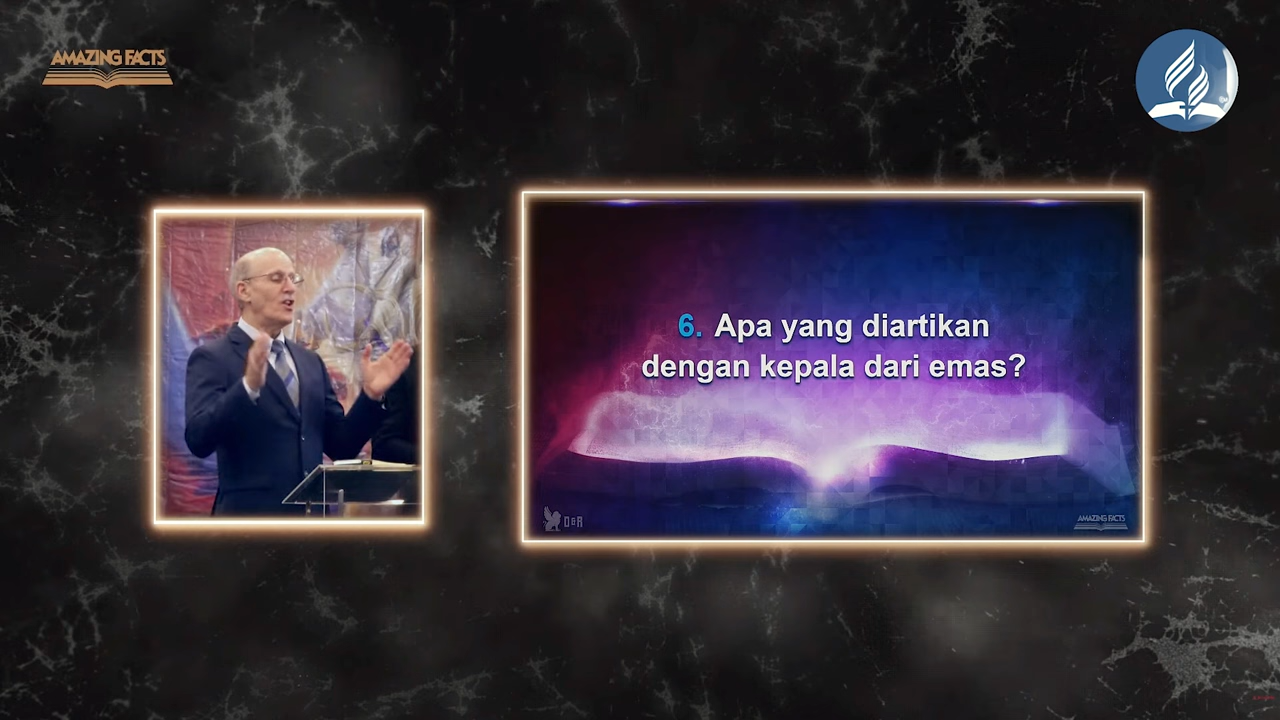 AMAZING FACTS
6. Apa yang diartikan
dengan kepala dari emas?
D&R
AMAZING FACTS